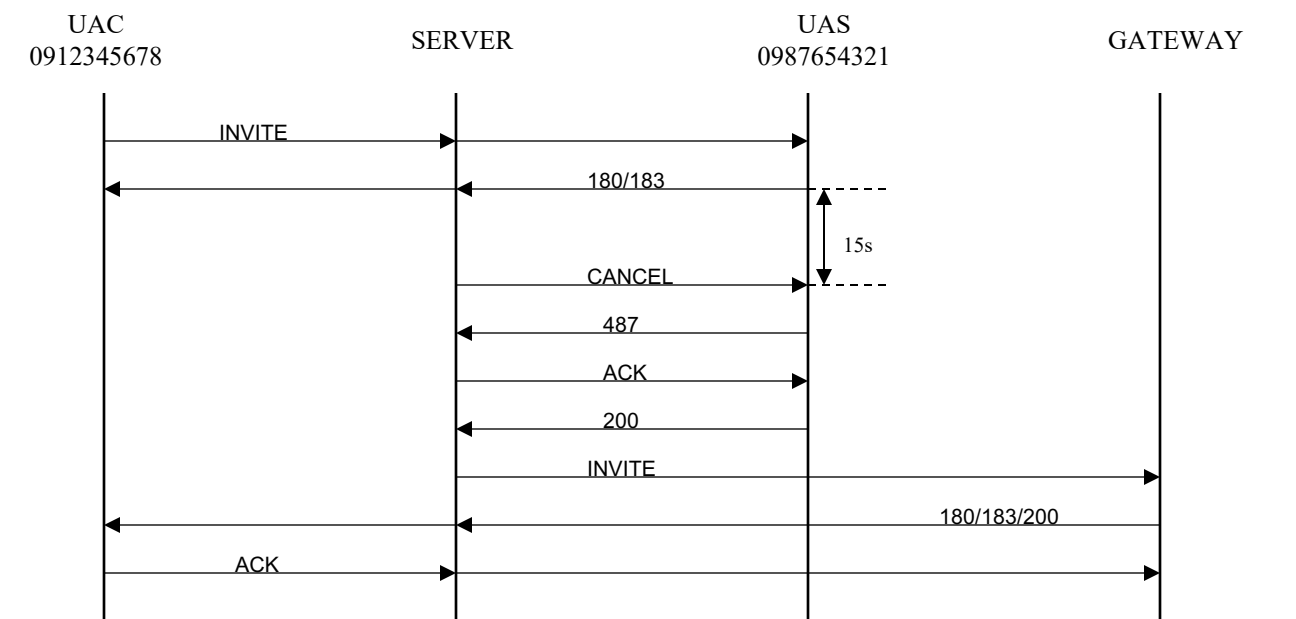 UAC
0912345678
SERVER
UAS
0987654321
GATEWAY
INVITE
180/183
15s
CANCEL
487
ACK
200
INVITE
180/183/200
ACK